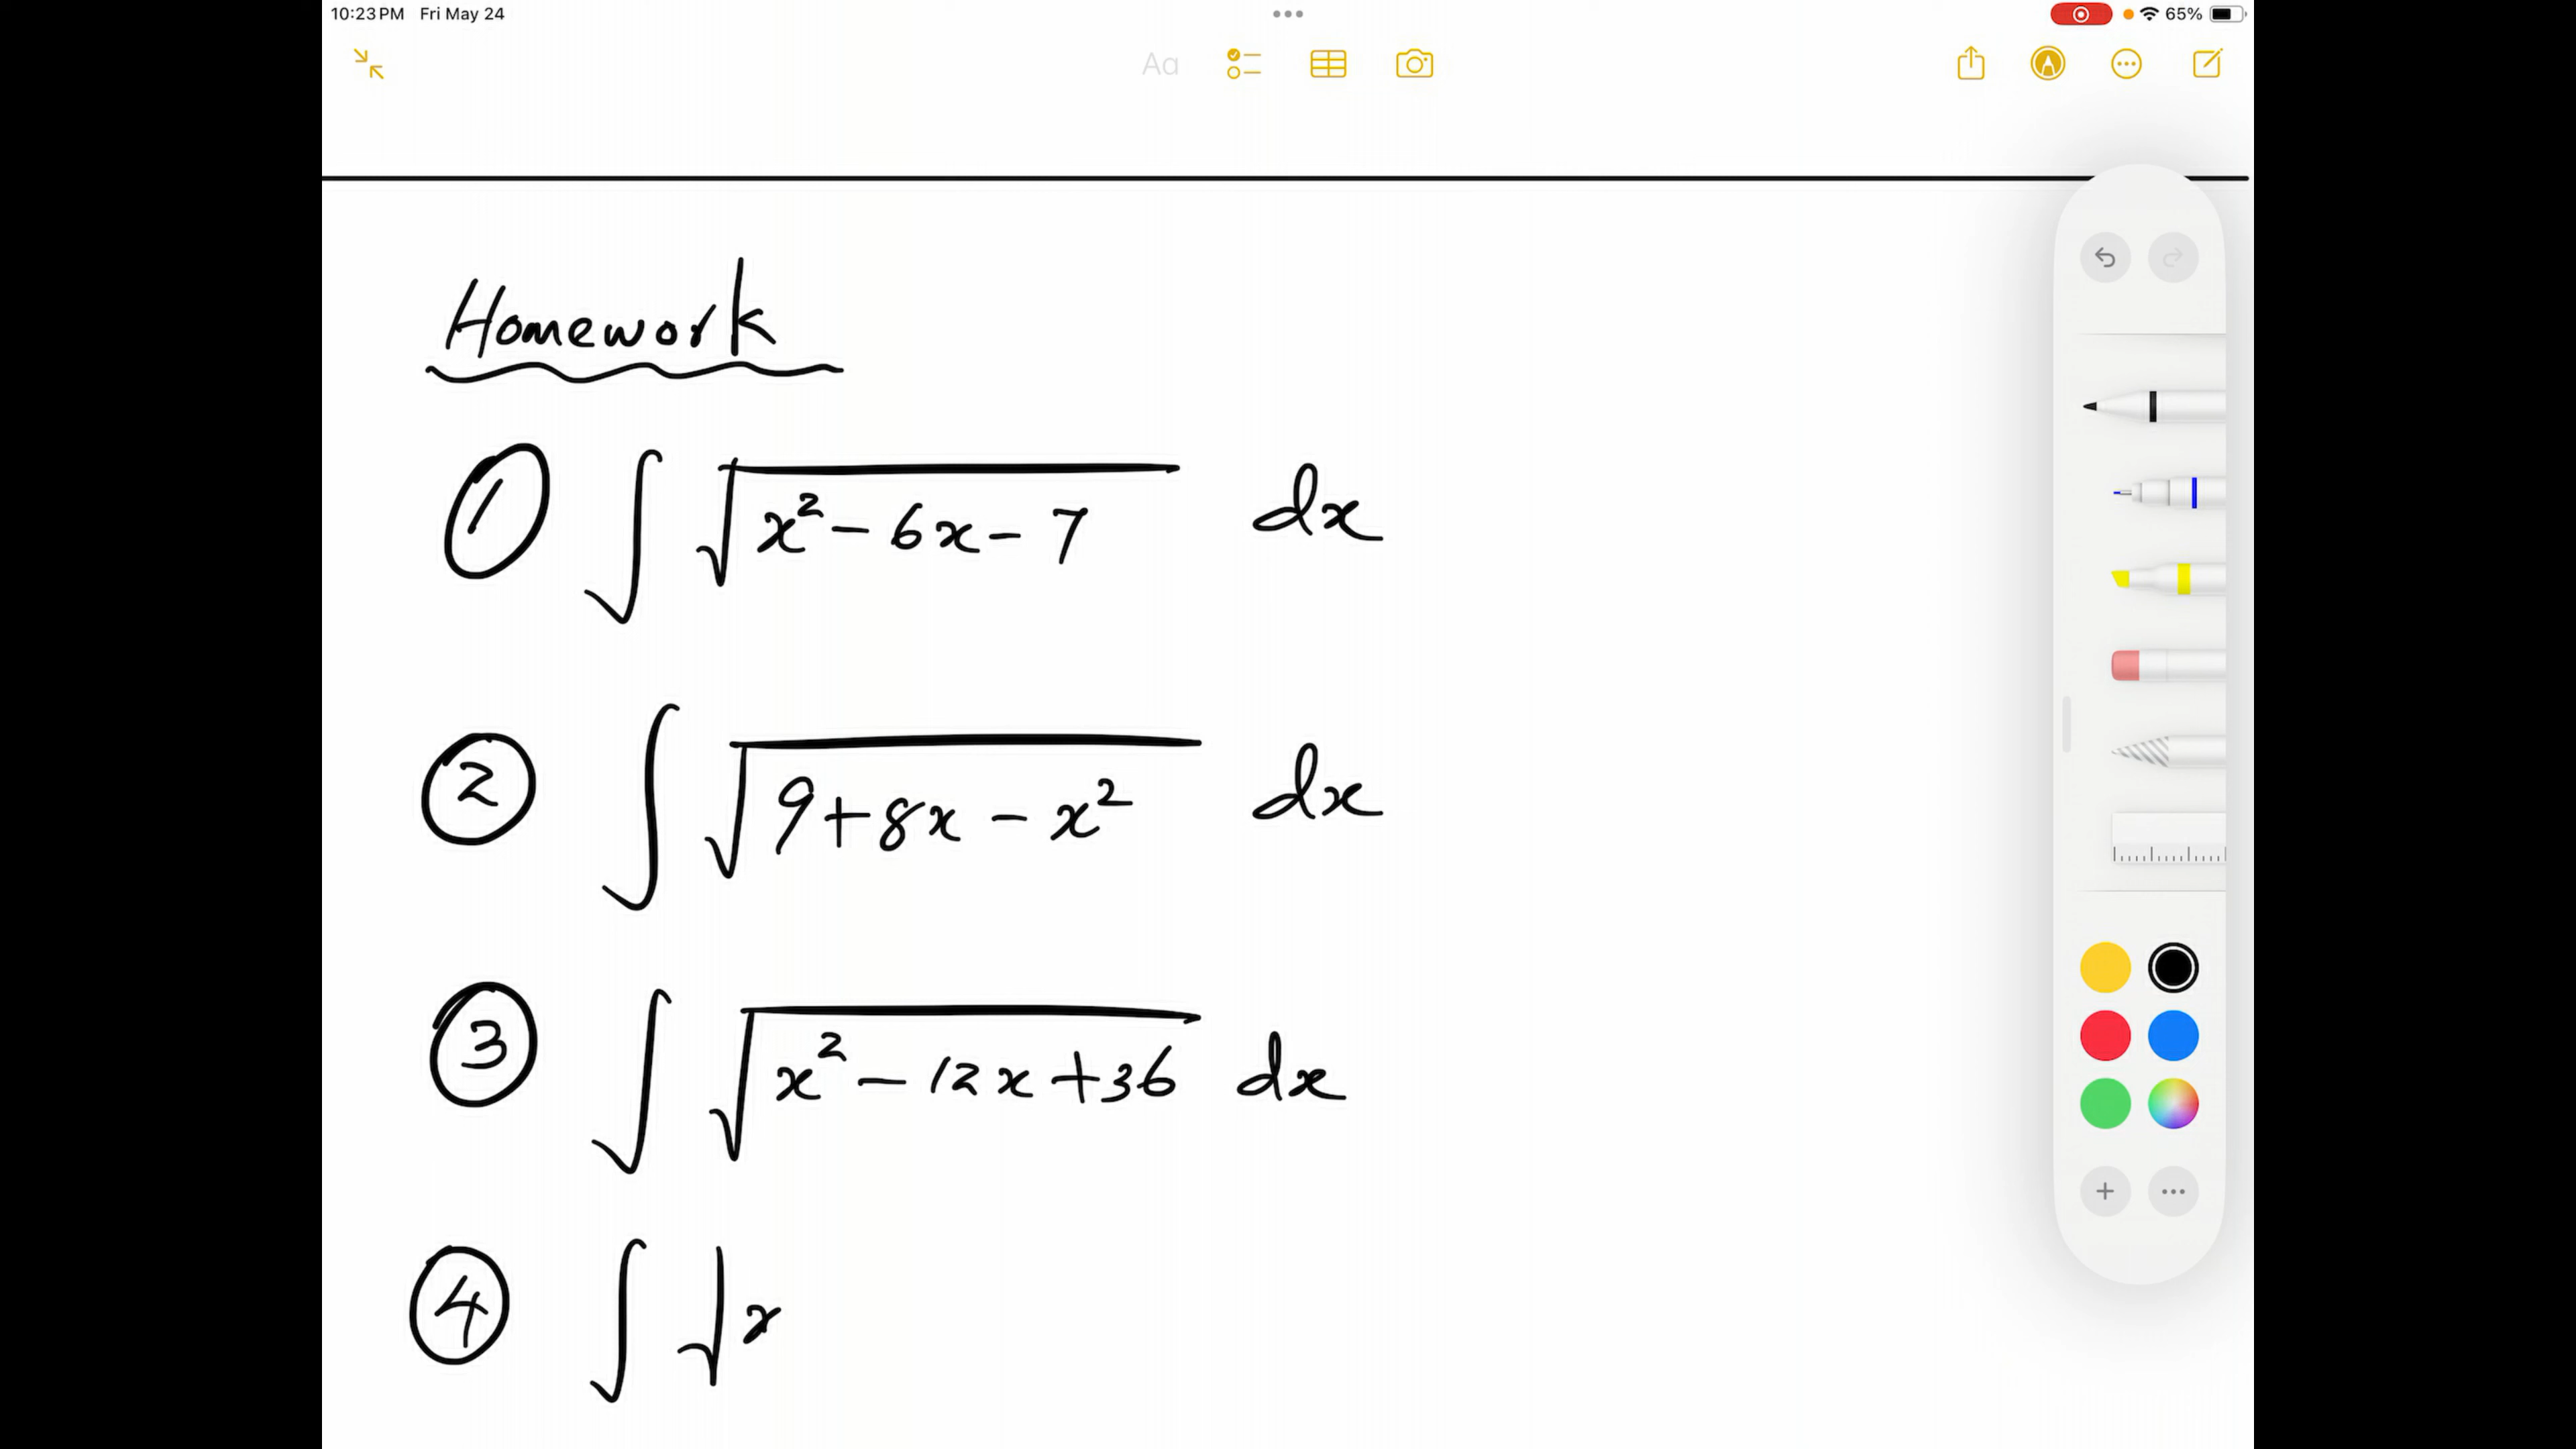 10:23 PM Fri May 24
65%
Aa
Homework
① ∫ √(x² - 6x - 7) dx
② ∫ √(9 + 8x - x²) dx
③ ∫ √(x² - 12x + 36) dx
④ ∫ √x